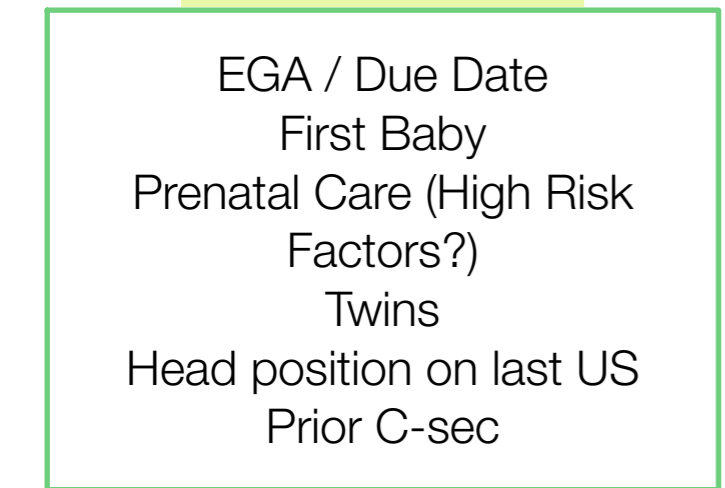 EGA / Due Date
First Baby
Prenatal Care (High Risk
Factors?)
Twins
Head position on last US
Prior C-sec